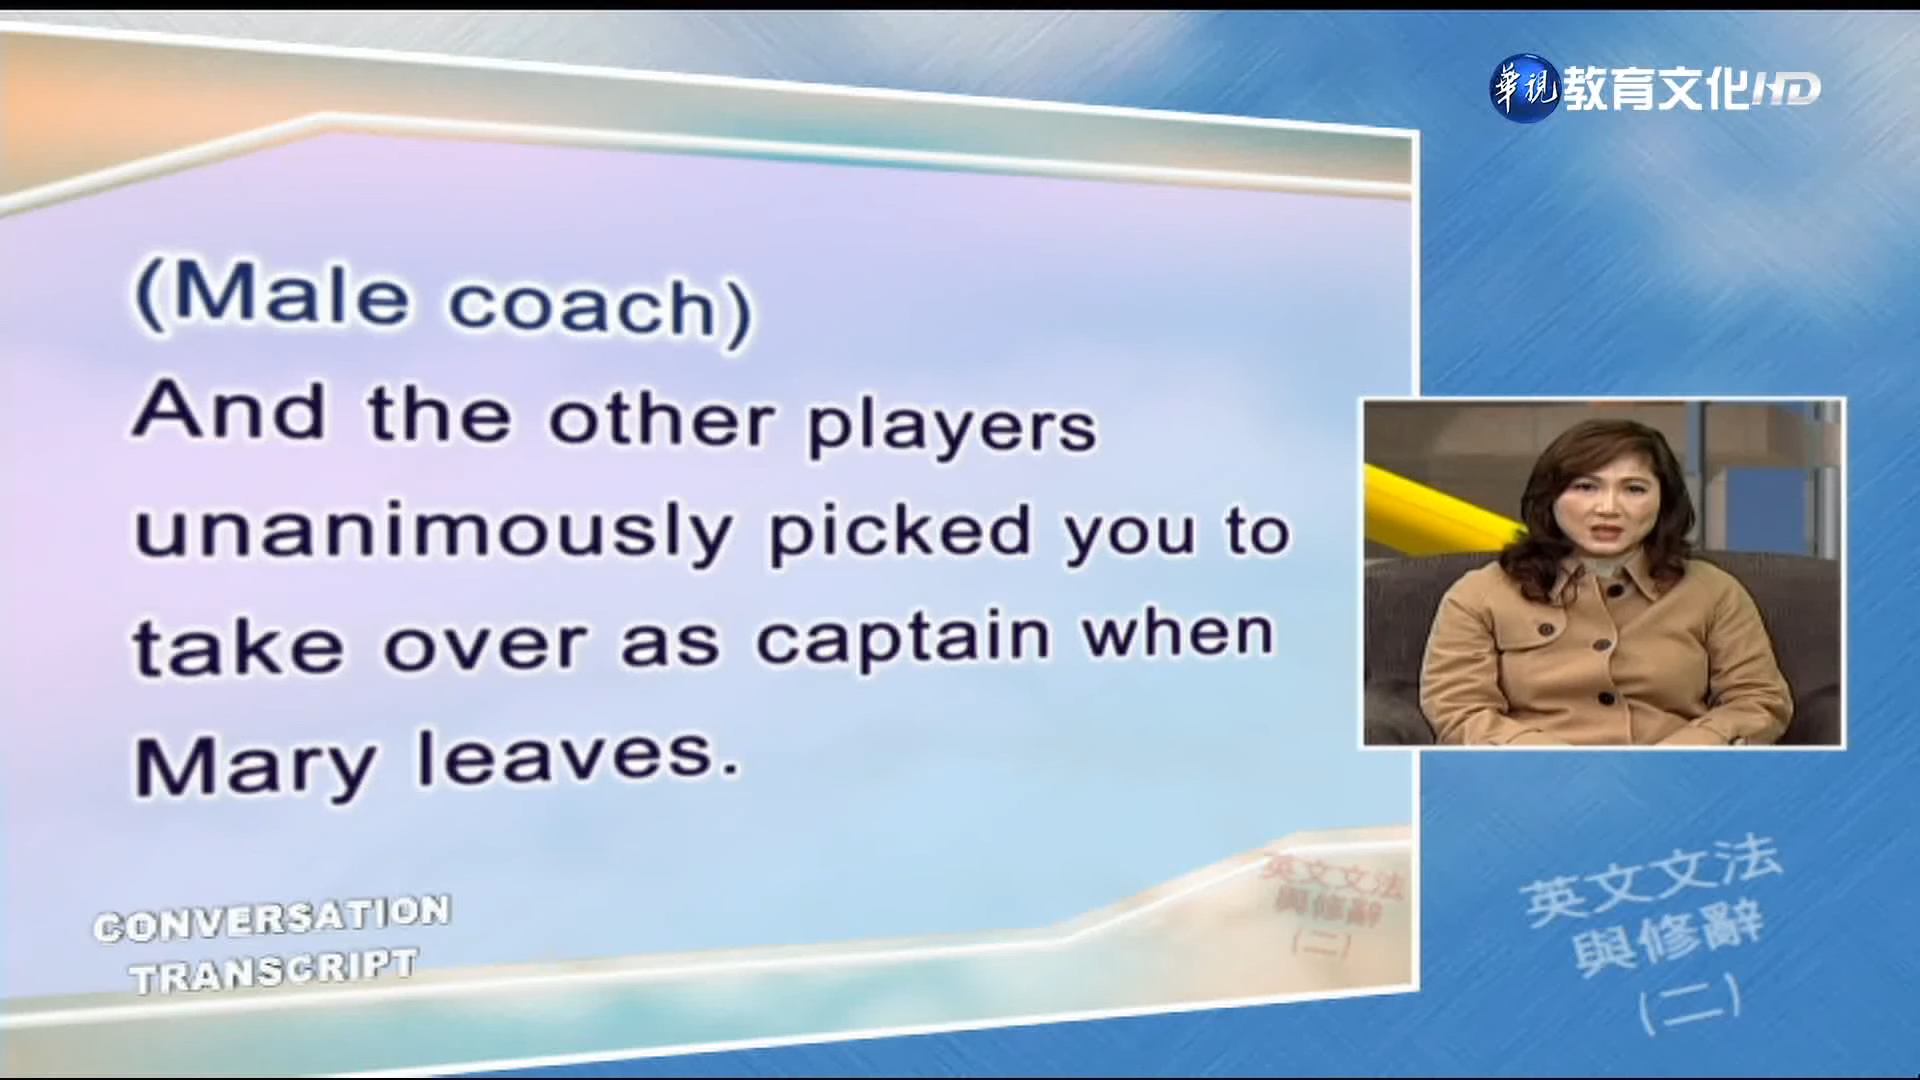 華視 教育文化HD
(Male coach)
And the other players
unanimously picked you to
take over as captain when
Mary leaves.
CONVERSATION
TRANSCRIPT
英文文法
與修辭
(二)
英文文法
與修辭
(二)